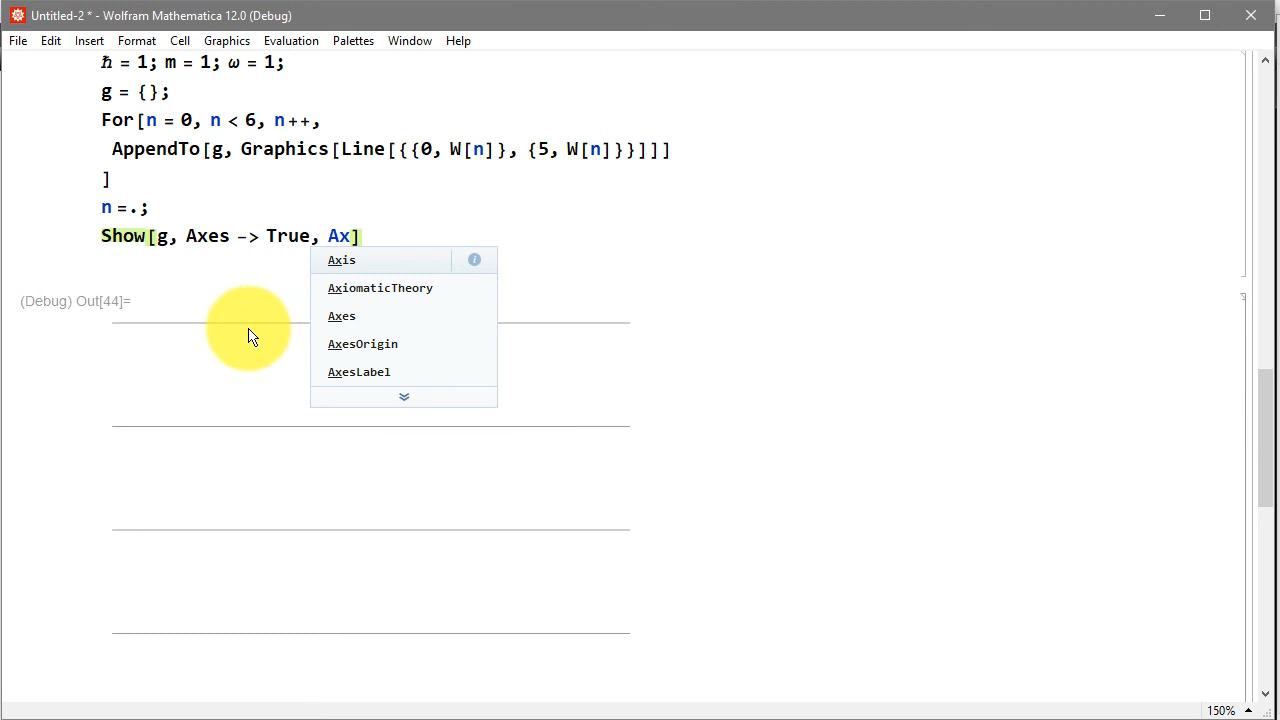 Untitled-2 * - Wolfram Mathematica 12.0 (Debug)
File Edit Insert Format Cell Graphics Evaluation Palettes Window Help
ℏ = 1; m = 1; ω = 1;
g = {};
For[n = 0, n < 6, n++,
AppendTo[g, Graphics[Line[{{0, W[n]}, {5, W[n]}}]]]
]
n =.;
Show[g, Axes -> True, Ax]
Axis
AxiomaticTheory
Axes
AxesOrigin
AxesLabel
(Debug) Out[44]=
150%